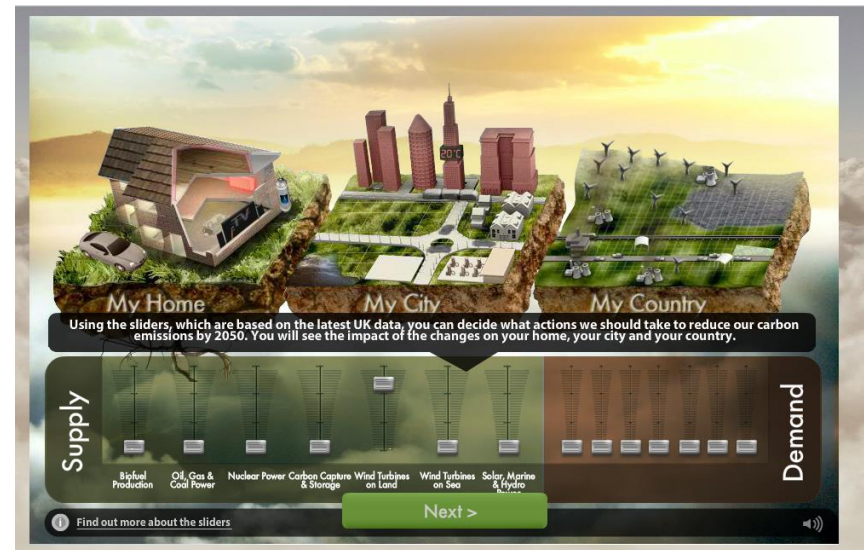 20°C
TV
My Home
My City
My Country
Using the sliders, which are based on the latest UK data, you can decide what actions we should take to reduce our carbon
emissions by 2050. You will see the impact of the changes on your home, your city and your country.
Supply
Biofuel
Production
Oil, Gas &
Coal Power
Nuclear Power
Carbon Capture
& Storage
Wind Turbines
on Land
Wind Turbines
on Sea
Solar, Marine
& Hydro
Power
Demand
Next >
Find out more about the sliders